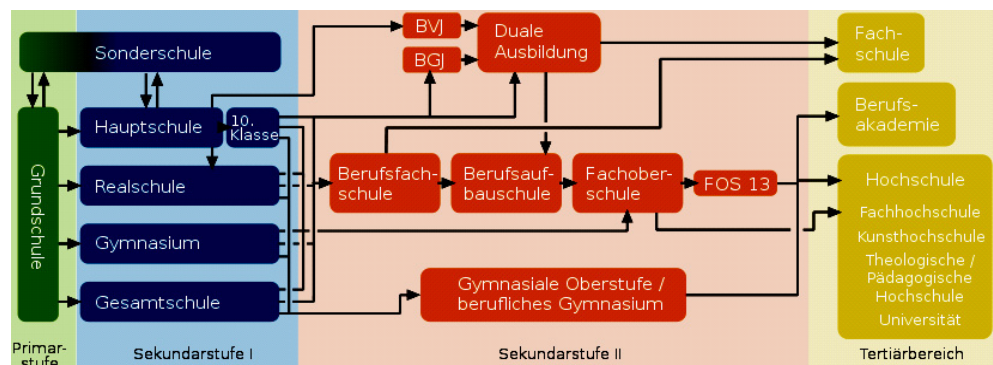 Sonderschule
Grundschule
Hauptschule
10.
Klasse
Realschule
Gymnasium
Gesamtschule
BVJ
BGJ
Duale
Ausbildung
Berufsfach-
schule
Berufsauf-
bauschule
Fachober-
schule
FOS 13
Gymnasiale Oberstufe /
berufliches Gymnasium
Fach-
schule
Berufs-
akademie
Hochschule
Fachhochschule
Kunsthochschule
Theologische /
Pädagogische
Hochschule
Universität
Primar-
stufe
Sekundarstufe I
Sekundarstufe II
Tertiärbereich